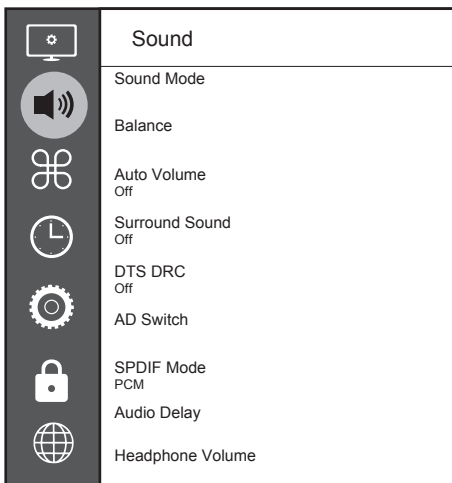 Sound
Sound Mode
Balance
Auto Volume
Off
Surround Sound
Off
DTS DRC
Off
AD Switch
SPDIF Mode
PCM
Audio Delay
Headphone Volume